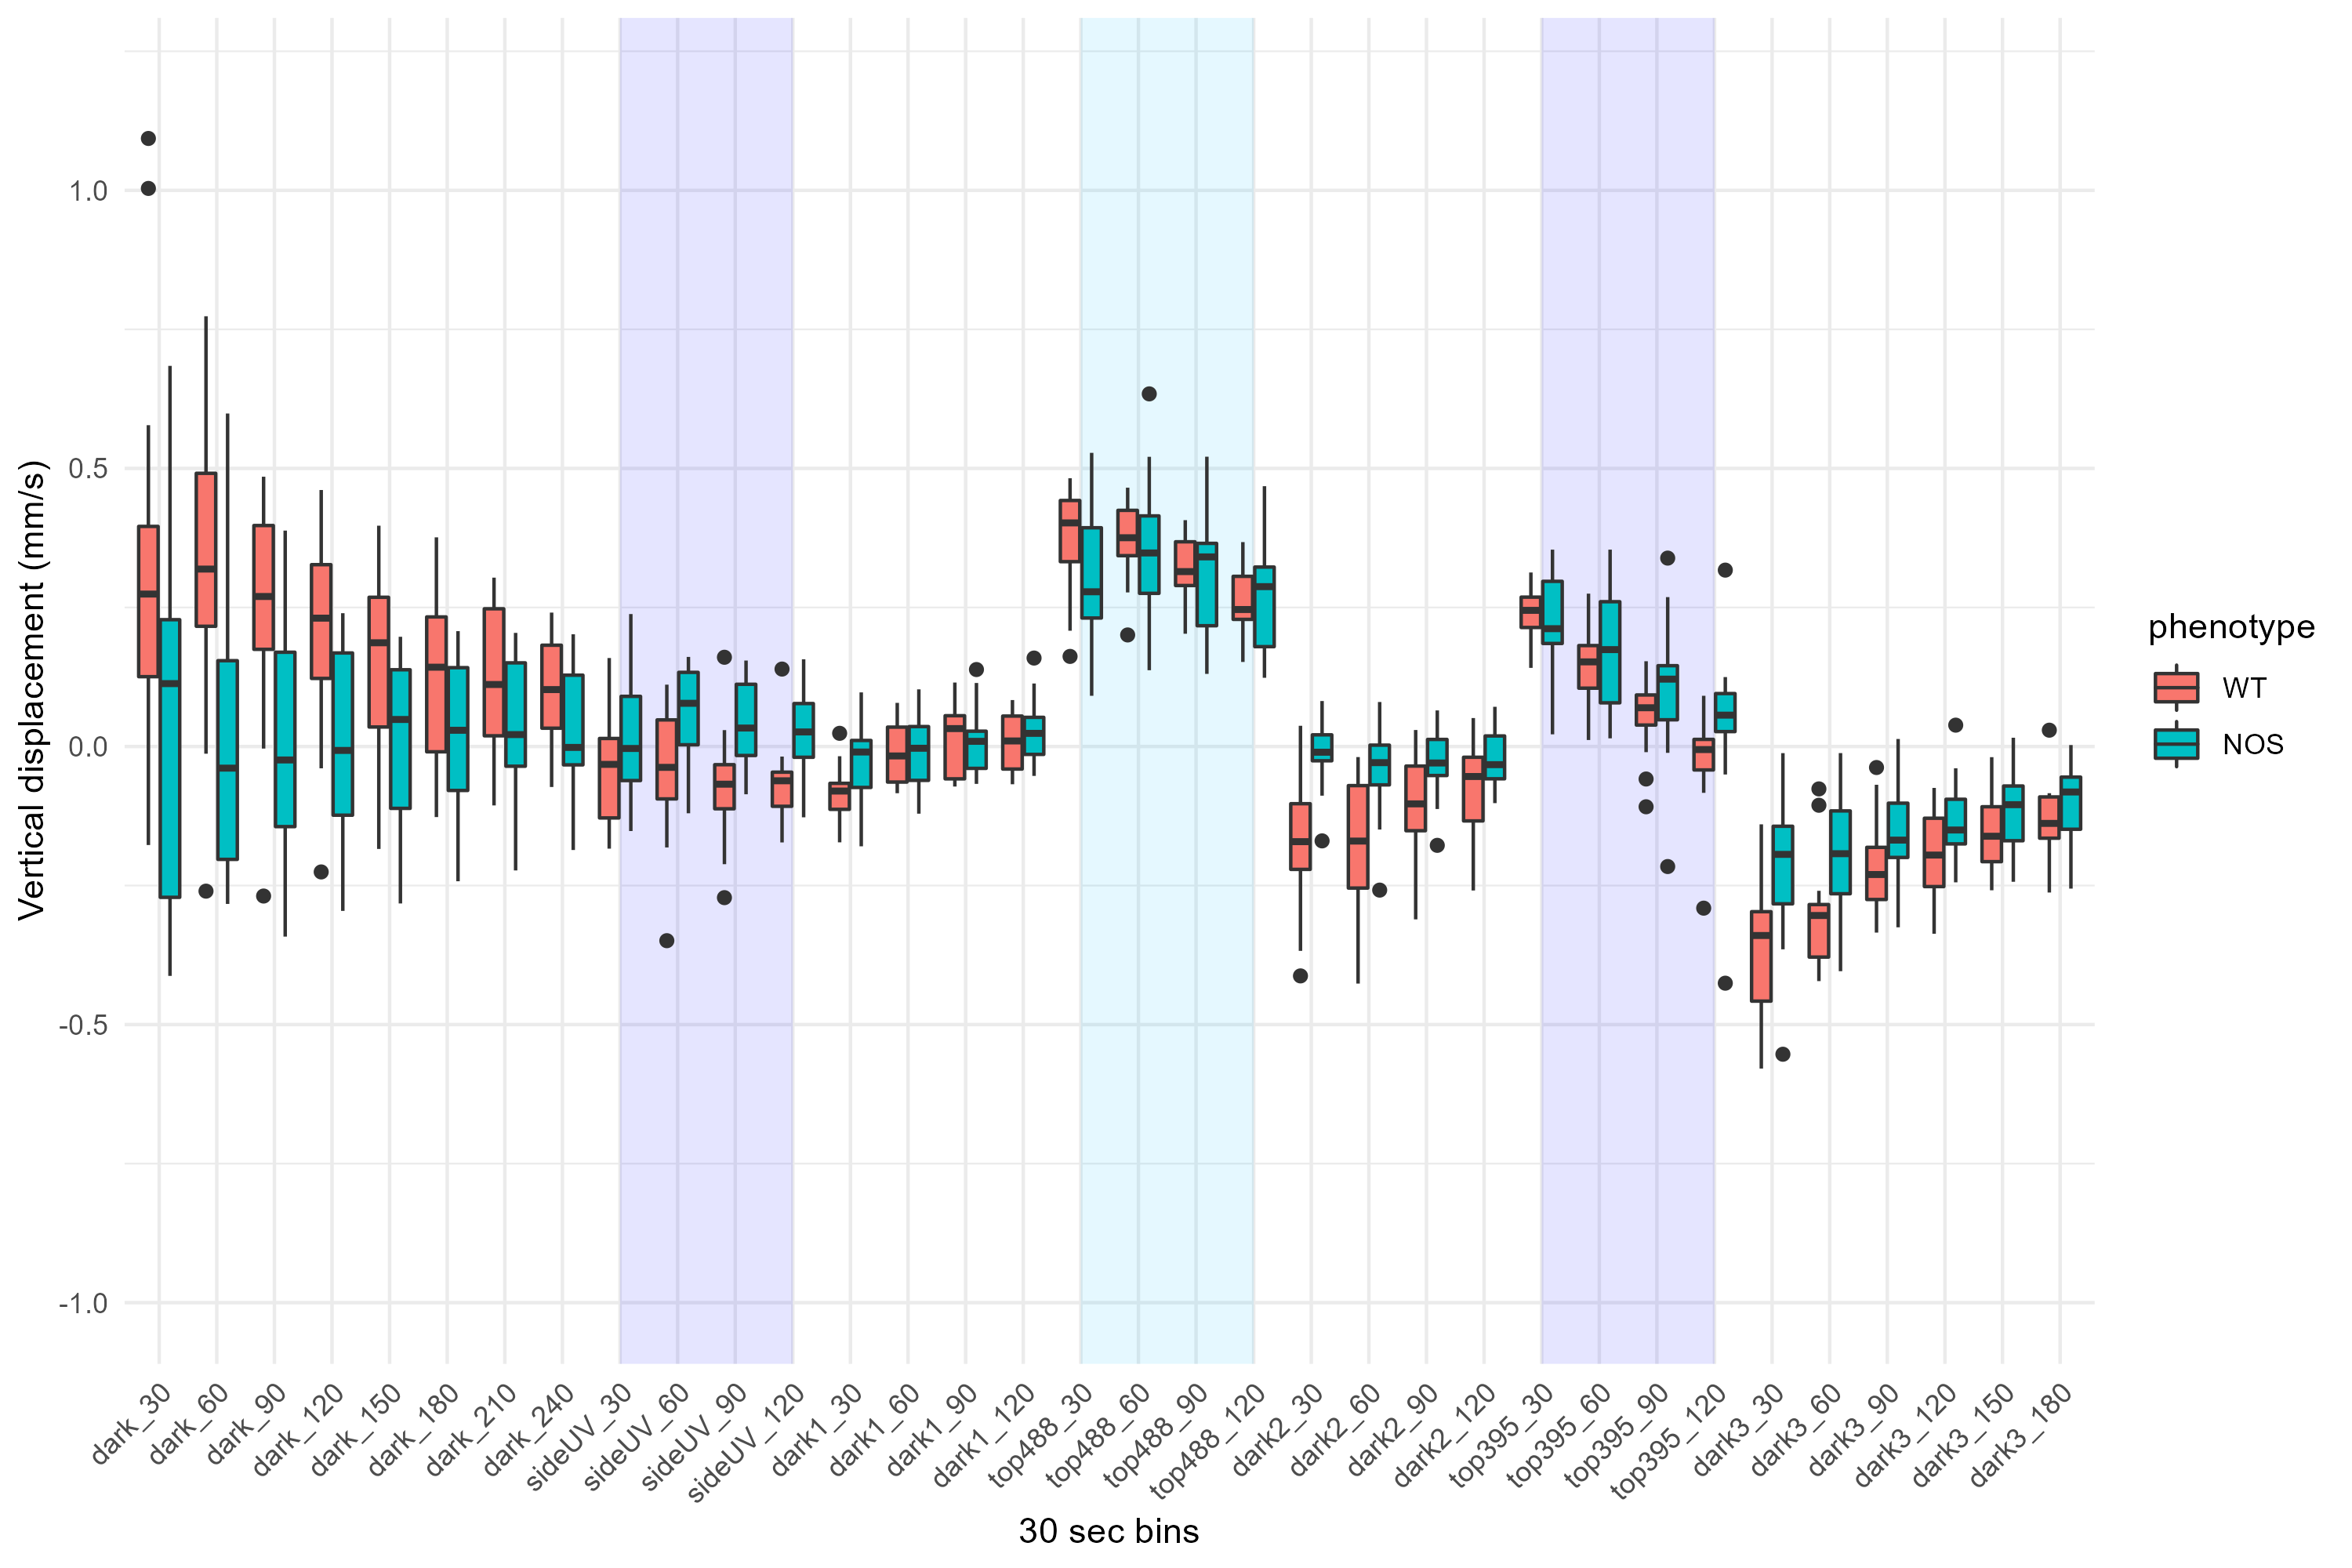 Vertical displacement (mm/s)
1.0
0.5
0.0
-0.5
-1.0
dark_30
dark_60
dark_90
dark_120
dark_150
dark_180
dark_210
dark_240
sideUV_30
sideUV_60
sideUV_90
sideUV_120
dark1_30
dark1_60
dark1_90
dark1_120
top488_30
top488_60
top488_90
top488_120
dark2_30
dark2_60
dark2_90
dark2_120
top395_30
top395_60
top395_90
top395_120
dark3_30
dark3_60
dark3_90
dark3_120
dark3_150
dark3_180
30 sec bins
phenotype
WT
NOS